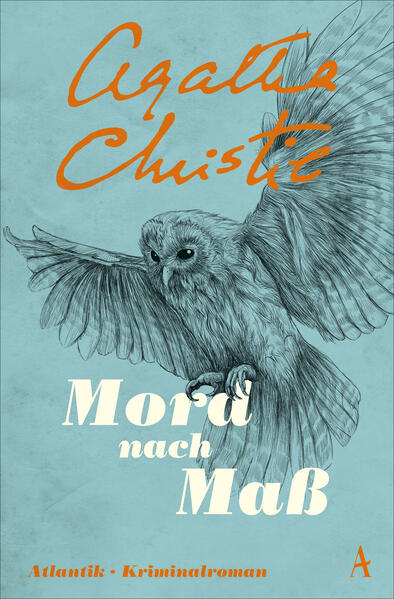 Agatha
Christie
Mord
nach
Maß
Atlantik • Kriminalroman
A